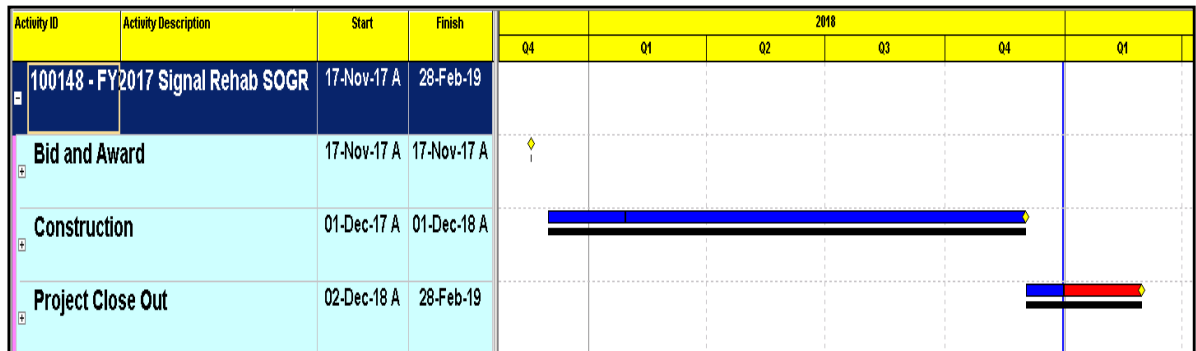 Activity ID Activity Description Start Finish 2018
Q4 Q1 Q2 Q3 Q4 Q1
100148 - FY2017 Signal Rehab SOGR 17-Nov-17 A 28-Feb-19
Bid and Award 17-Nov-17 A 17-Nov-17 A
Construction 01-Dec-17 A 01-Dec-18 A
Project Close Out 02-Dec-18 A 28-Feb-19